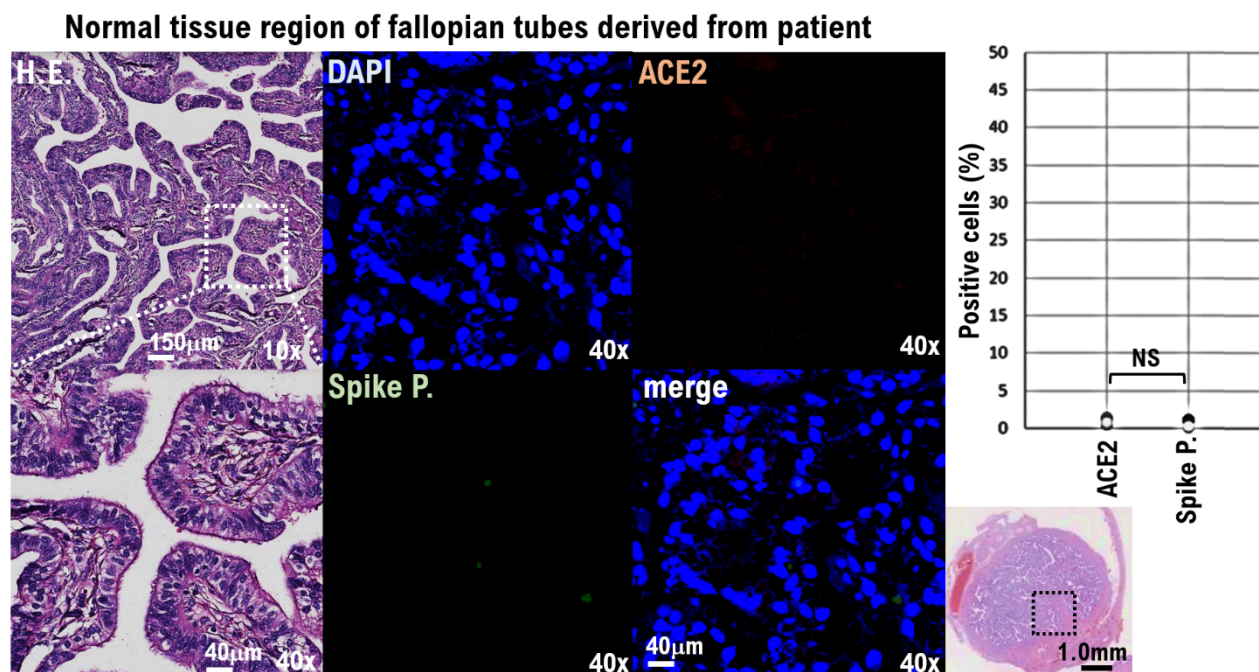 Normal tissue region of fallopian tubes derived from patient
H.E.
150μm
10x
DAPI
40x
ACE2
40x
40μm
40x
Spike P.
40x
merge
40μm
40x
Positive cells (%)
50
45
40
35
30
25
20
15
10
5
0
NS
ACE2
Spike P.
1.0mm